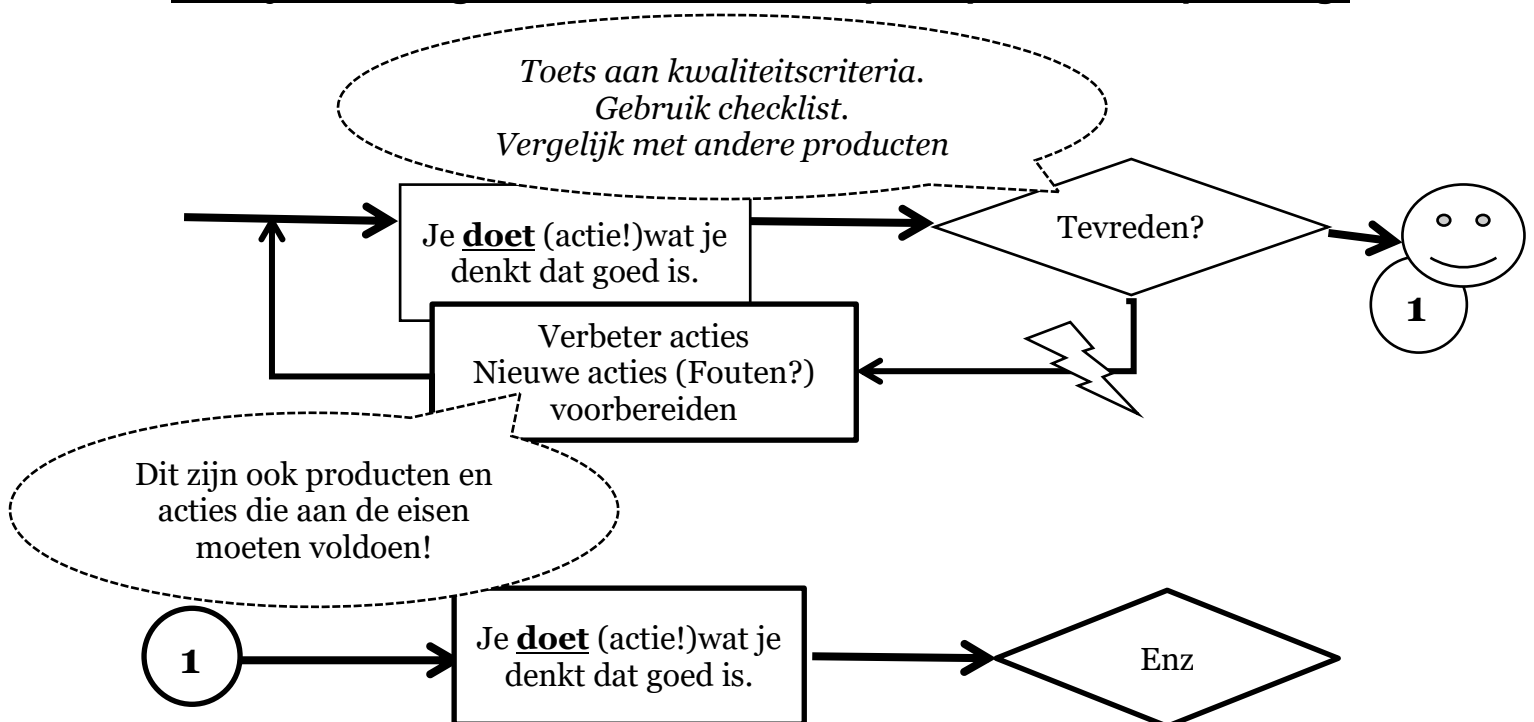 Toets aan kwaliteitscriteria.
Gebruik checklist.
Vergelijk met andere producten
Je doet (actie!)wat je
denkt dat goed is.
Tevreden?
1
Verbeter acties
Nieuwe acties (Fouten?)
voorbereiden
Dit zijn ook producten en
acties die aan de eisen
moeten voldoen!
1
Je doet (actie!)wat je
denkt dat goed is.
Enz